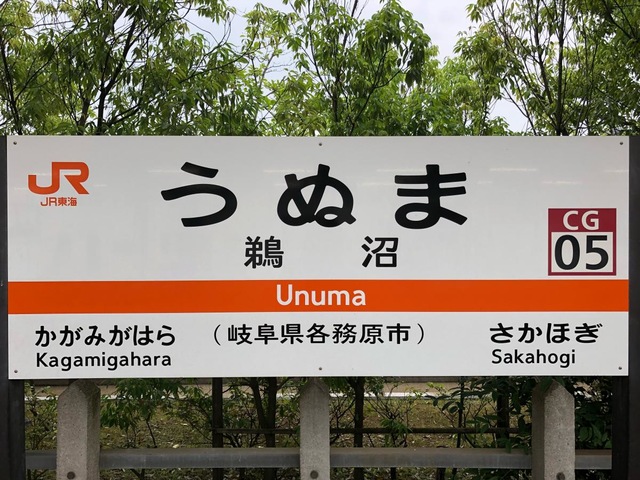 JR
JR東海
うぬま
鵜沼
CG
05
Unuma
かがみがはら
Kagamigahara
（岐阜県各務原市）
さかほぎ
Sakahogi